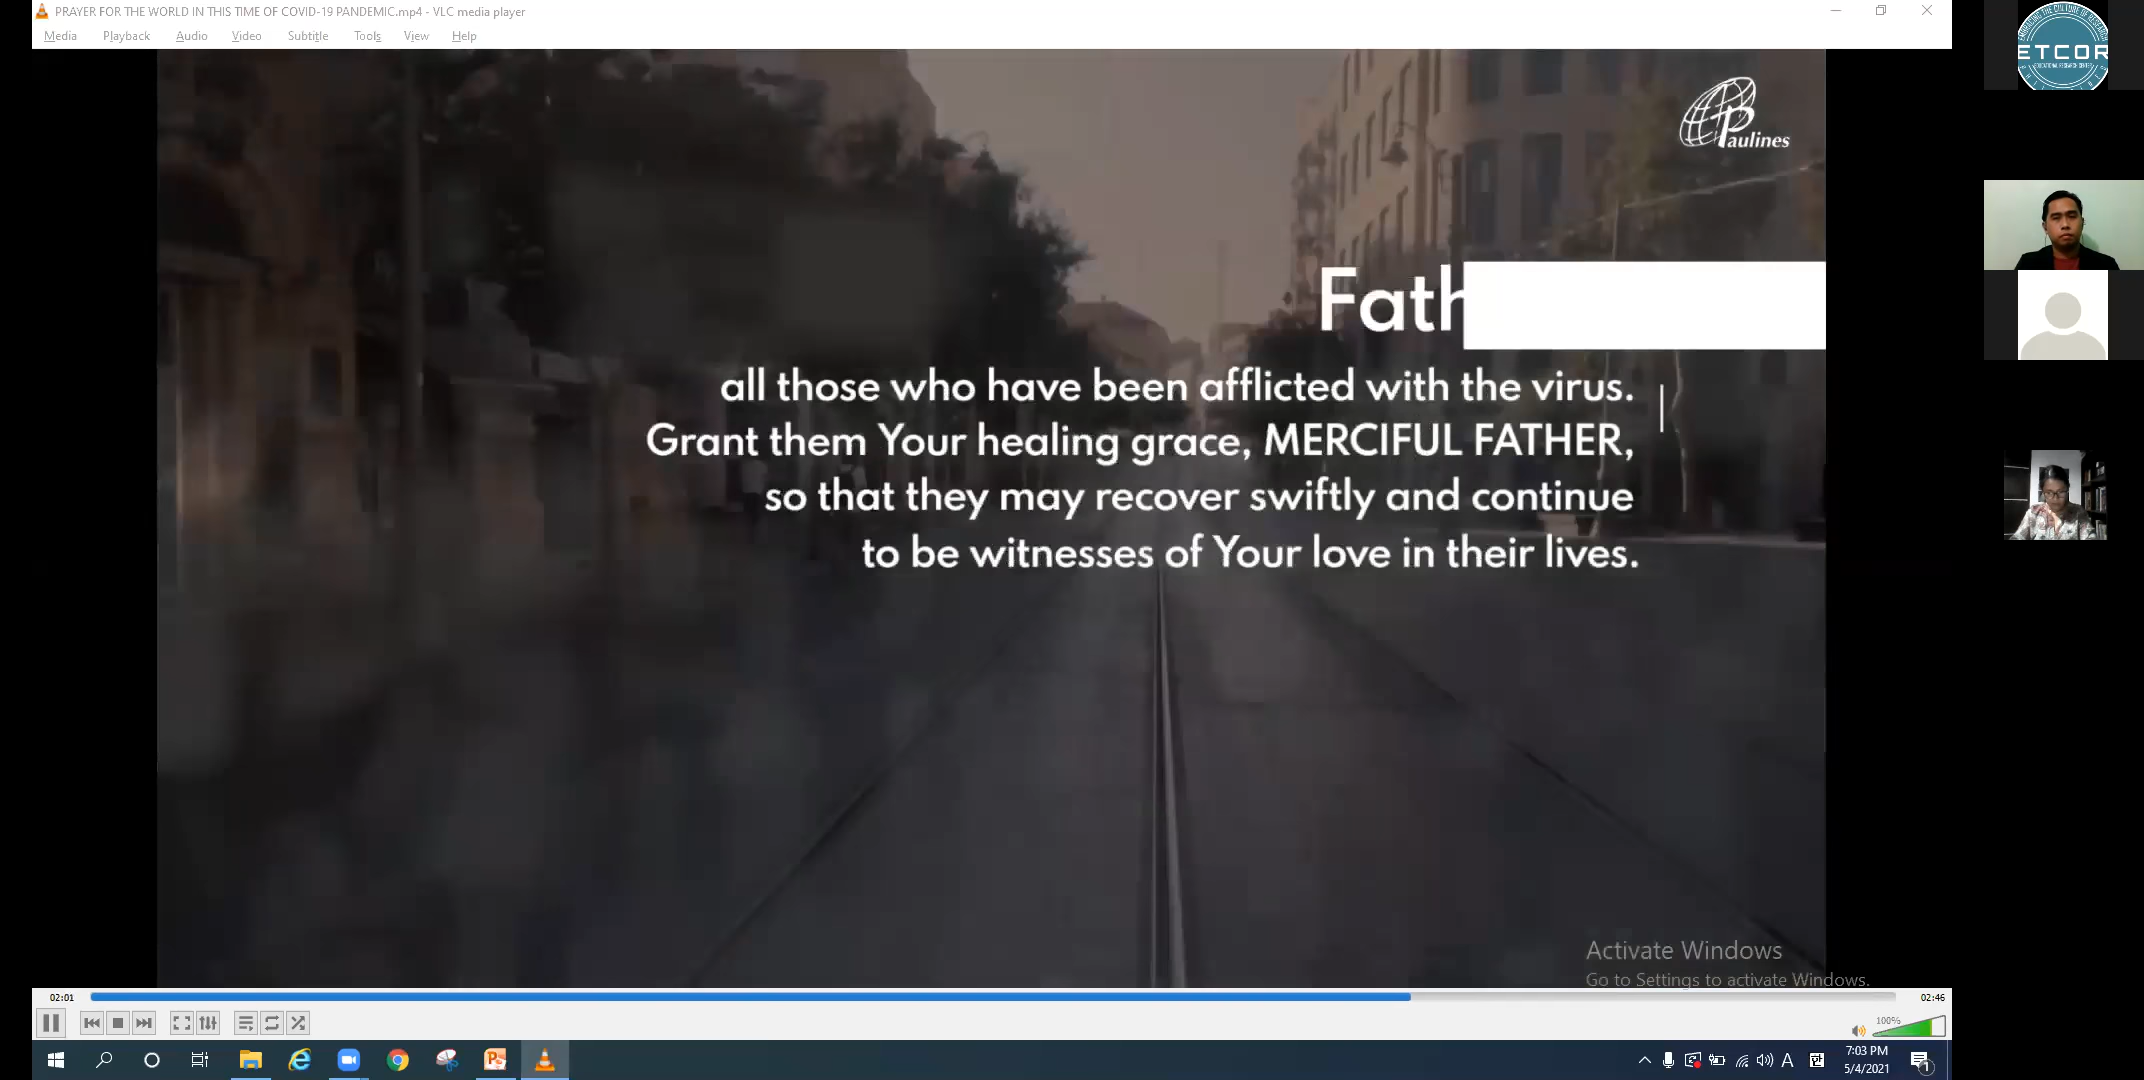 PRAYER FOR THE WORLD IN THIS TIME OF COVID-19 PANDEMIC.mp4 - VLC media player
Media Playback Audio Video Subtitle Tools View Help
ETCOR
Paulines
Fath
all those who have been afflicted with the virus.
Grant them Your healing grace, MERCIFUL FATHER,
so that they may recover swiftly and continue
to be witnesses of Your love in their lives.
Activate Windows
Go to Settings to activate Windows.
02:01
02:46
100%
A
7:03 PM
5/4/2021
1